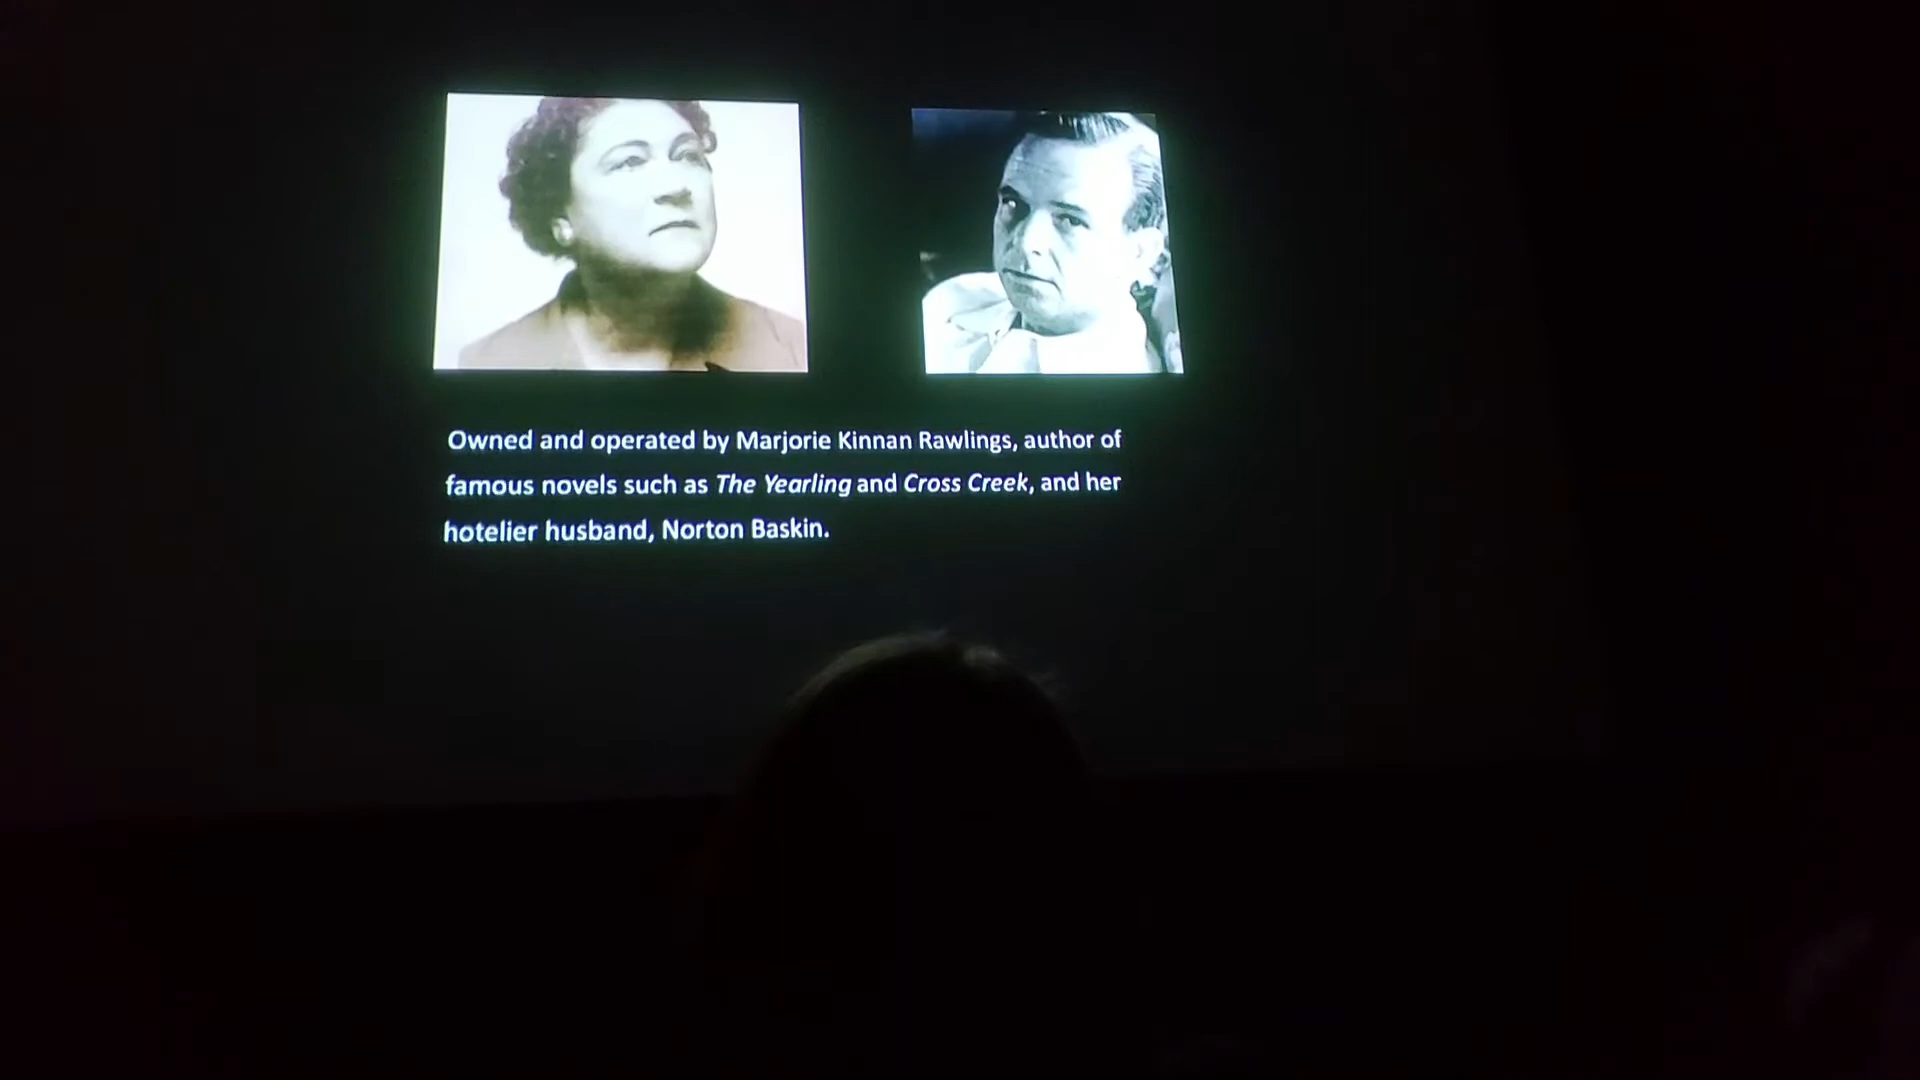 Owned and operated by Marjorie Kinnan Rawlings, author of
famous novels such as The Yearling and Cross Creek, and her
hotelier husband, Norton Baskin.